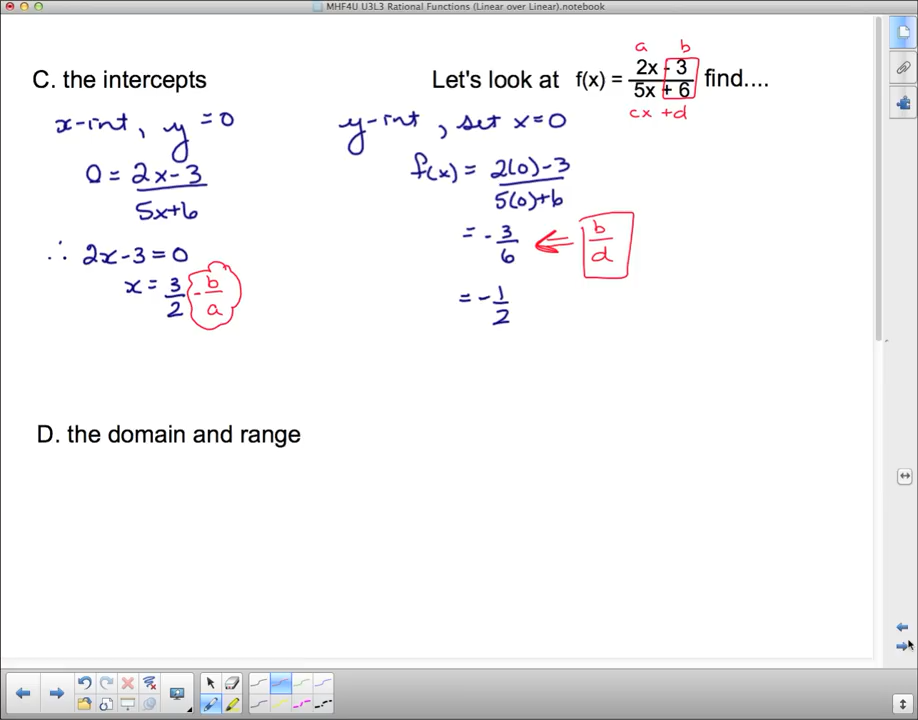 MHF4U U3L3 Rational Functions (Linear over Linear).notebook
C. the intercepts
x-int, y = 0
0 = 2x-3
5x+6
∴ 2x-3=0
x = 3/2 -b/a
Let's look at f(x) = 2x - 3 / 5x + 6 find....
a b
cx + d
y-int, set x=0
f(x) = 2(0)-3
5(0)+6
= -3/6 ⇐ b/d
= -1/2
D. the domain and range